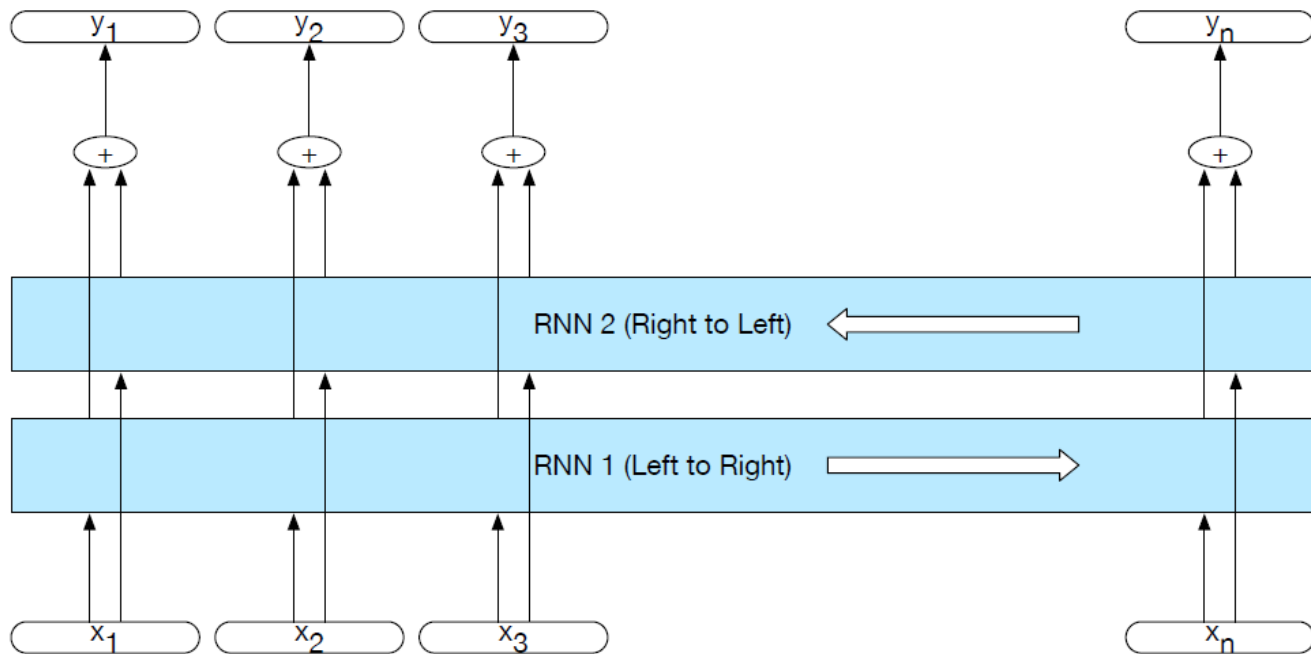 y1 y2 y3 yn
+ + + +
RNN 2 (Right to Left)
RNN 1 (Left to Right)
x1 x2 x3 xn